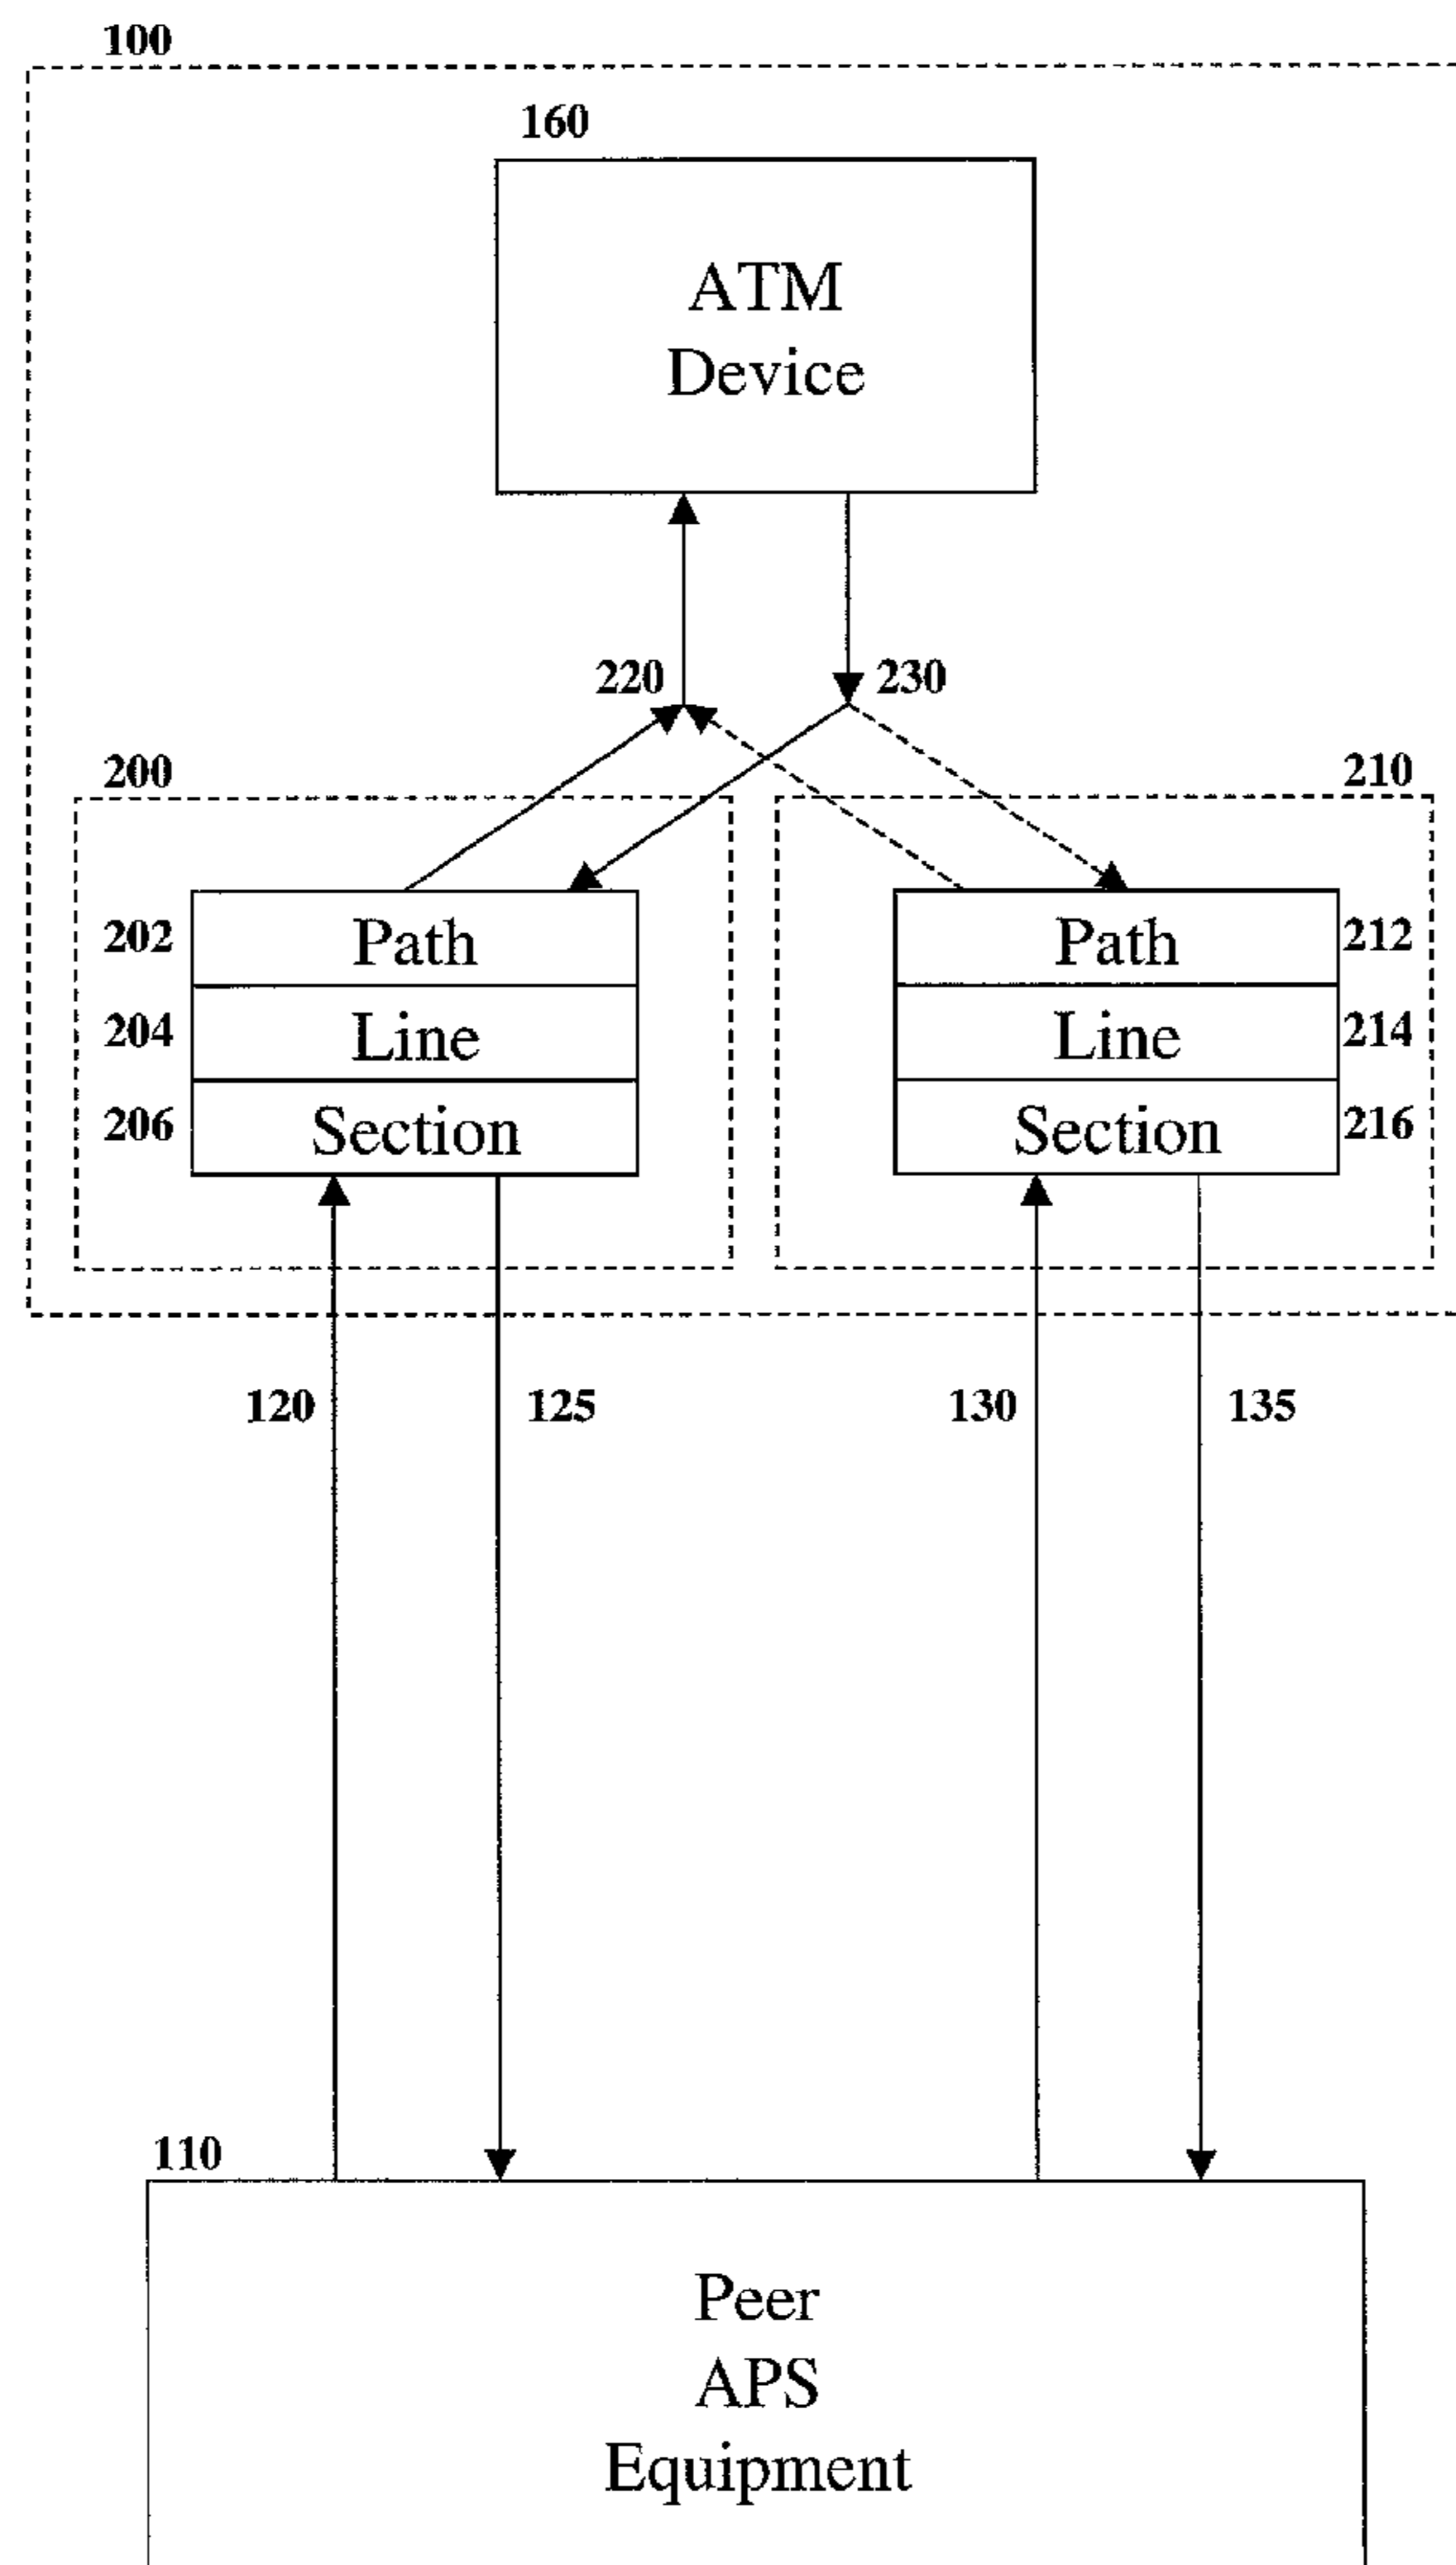 100
160
ATM
Device
220
230
200
210
202
Path
Path
212
204
Line
Line
214
206
Section
Section
216
120
125
130
135
110
Peer
APS
Equipment